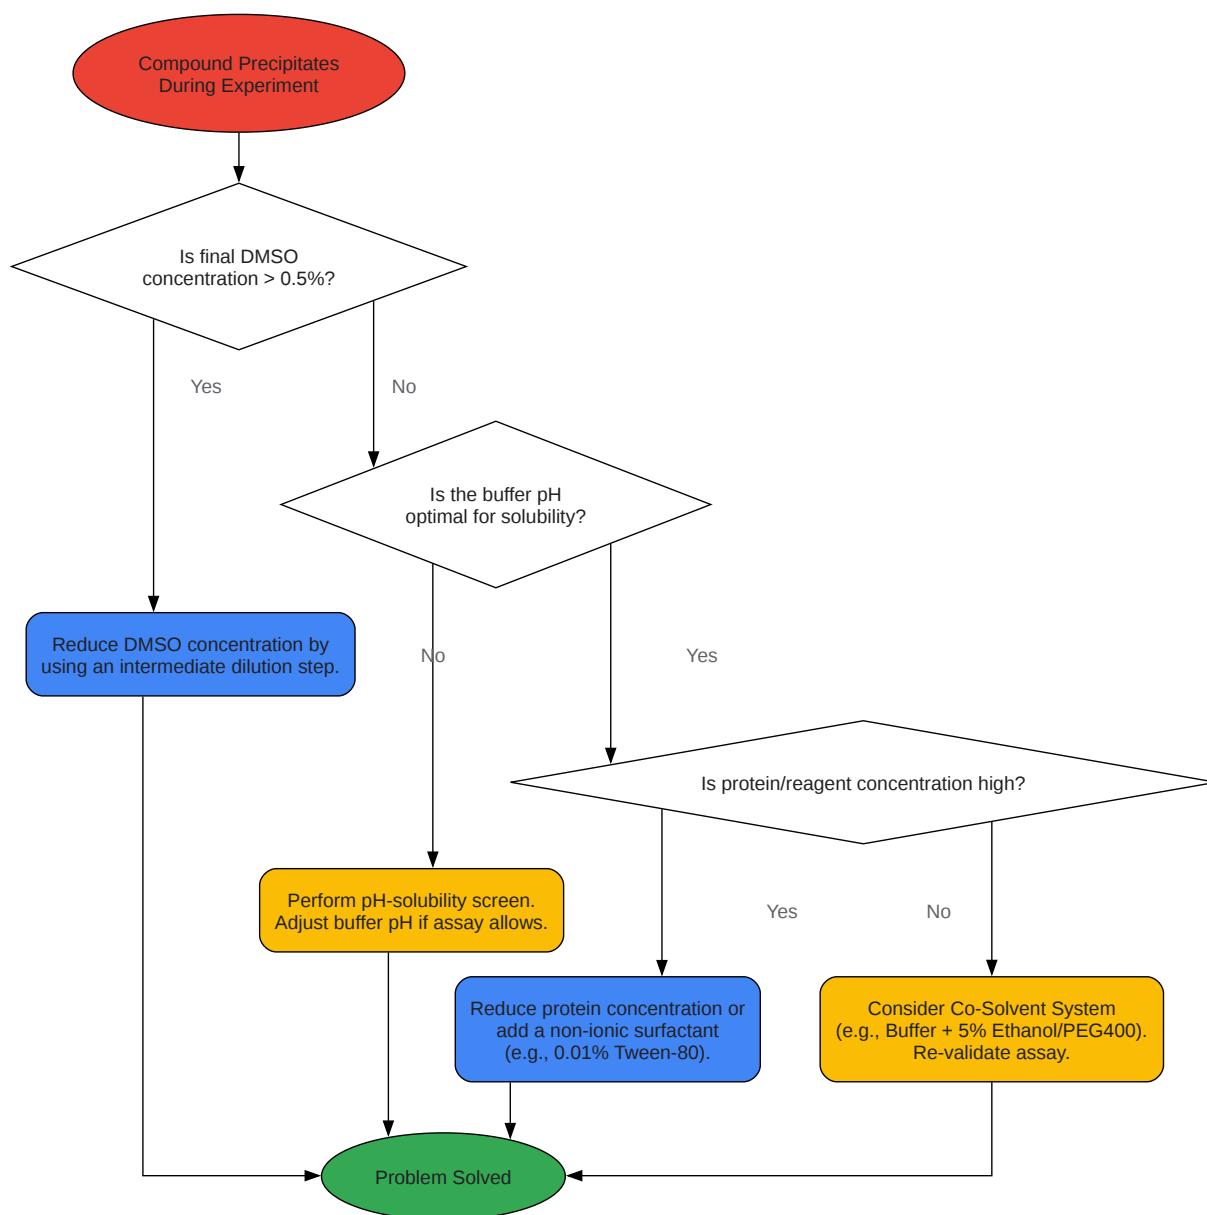 Compound Precipitates
During Experiment
Is final DMSO
concentration > 0.5%?
Yes
No
Is the buffer pH
optimal for solubility?
Reduce DMSO concentration by
using an intermediate dilution step.
No
Yes
Is protein/reagent concentration high?
Perform pH-solubility screen.
Adjust buffer pH if assay allows.
Yes
No
Reduce protein concentration or
add a non-ionic surfactant
(e.g., 0.01% Tween-80).
Consider Co-Solvent System
(e.g., Buffer + 5% Ethanol/PEG400).
Re-validate assay.
Problem Solved